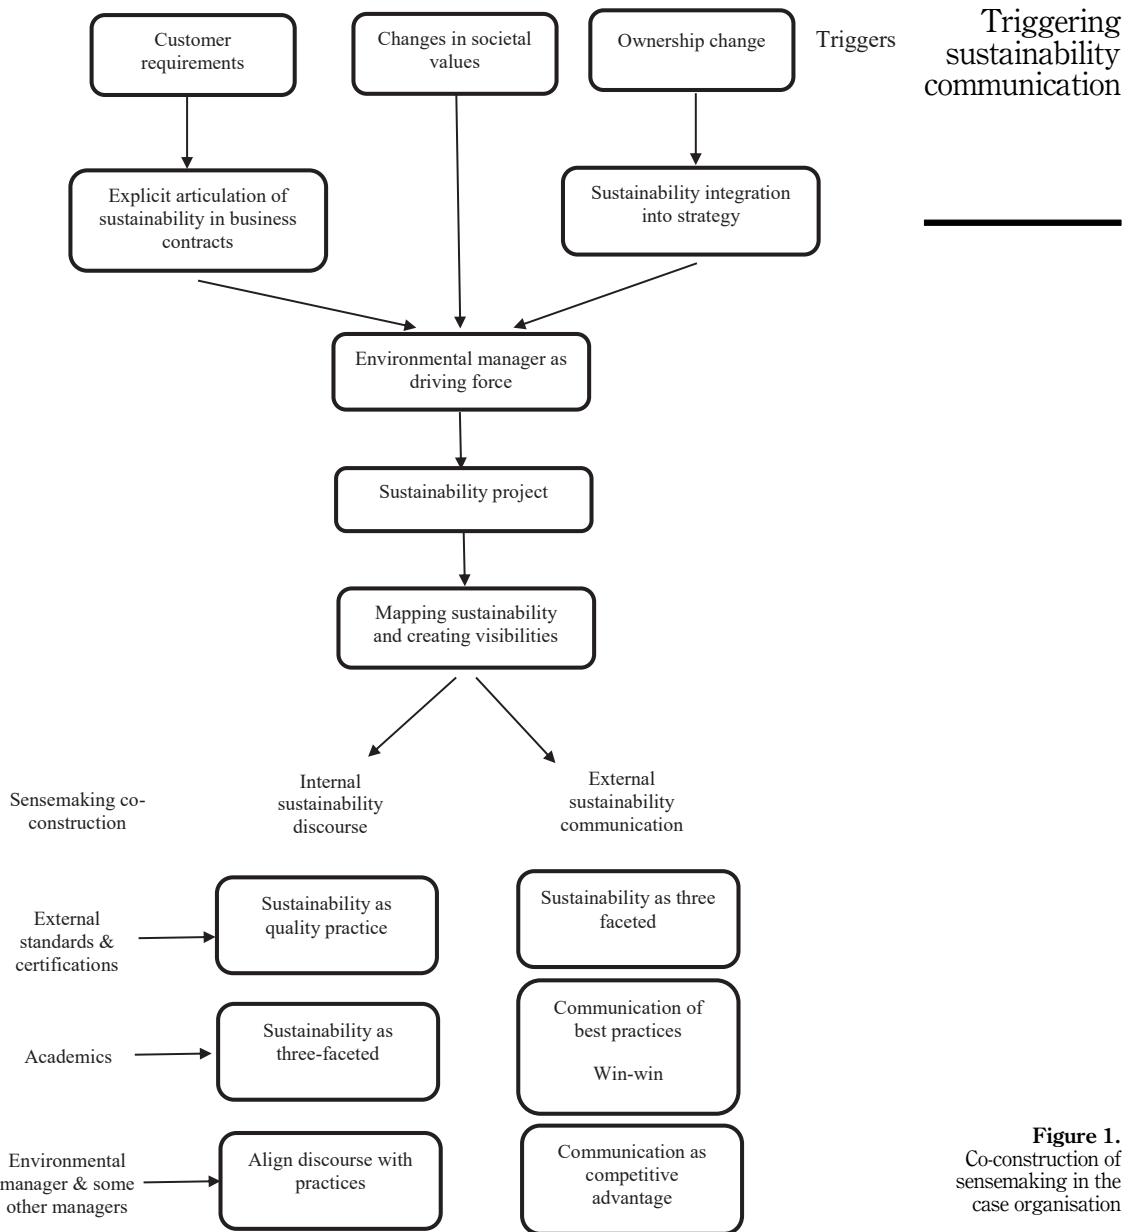 Triggering
sustainability
communication
Customer
requirements
Changes in societal
values
Ownership change
Triggers
Explicit articulation of
sustainability in business
contracts
Sustainability integration
into strategy
Environmental manager as
driving force
Sustainability project
Mapping sustainability
and creating visibilities
Sensemaking co-
construction
Internal
sustainability
discourse
External
sustainability
communication
External
standards &
certifications
Sustainability as
quality practice
Sustainability as three
faceted
Academics
Sustainability as
three-faceted
Communication of
best practices
Win-win
Environmental
manager & some
other managers
Align discourse with
practices
Communication as
competitive
advantage
Figure 1.
Co-construction of
sensemaking in the
case organisation